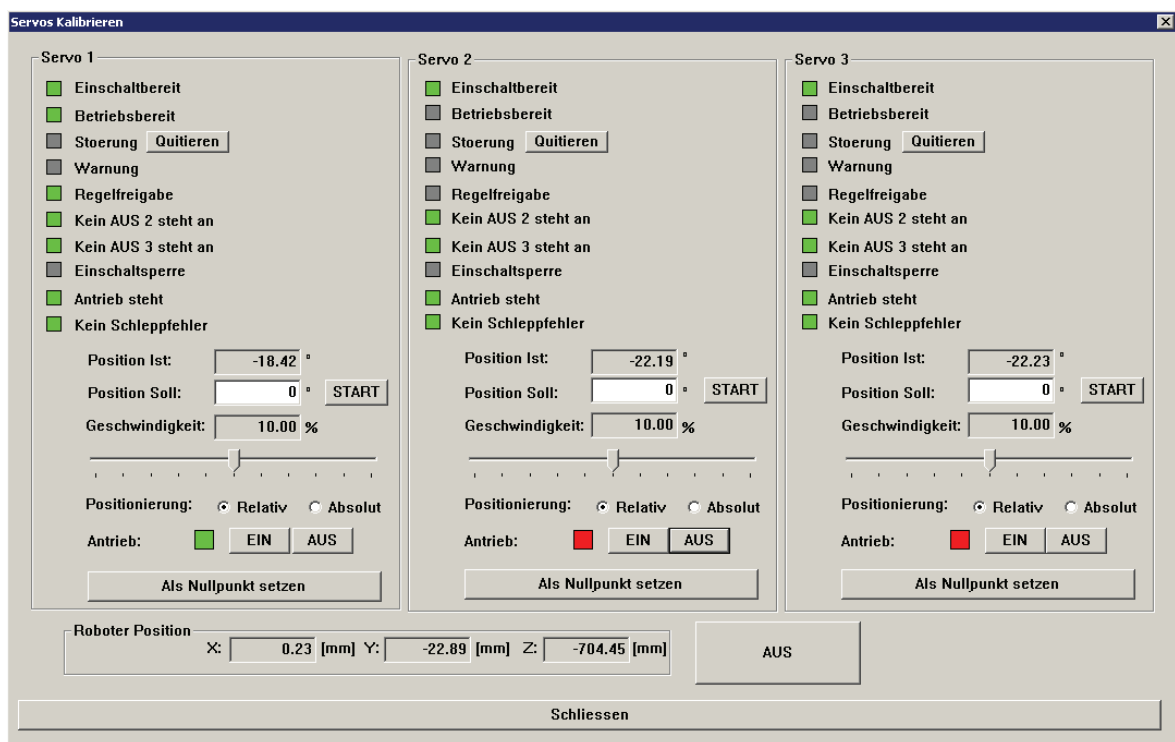 Servos Kalibrieren
Servo 1
Einschaltbereit
Betriebsbereit
Stoerung Quitieren
Warnung
Regelfreigabe
Kein AUS 2 steht an
Kein AUS 3 steht an
Einschaltsperre
Antrieb steht
Kein Schleppfehler
Position Ist: -18.42 °
Position Soll: 0 ° START
Geschwindigkeit: 10.00 %
Positionierung: Relativ Absolut
Antrieb: EIN AUS
Als Nullpunkt setzen
Servo 2
Einschaltbereit
Betriebsbereit
Stoerung Quitieren
Warnung
Regelfreigabe
Kein AUS 2 steht an
Kein AUS 3 steht an
Einschaltsperre
Antrieb steht
Kein Schleppfehler
Position Ist: -22.19 °
Position Soll: 0 ° START
Geschwindigkeit: 10.00 %
Positionierung: Relativ Absolut
Antrieb: EIN AUS
Als Nullpunkt setzen
Servo 3
Einschaltbereit
Betriebsbereit
Stoerung Quitieren
Warnung
Regelfreigabe
Kein AUS 2 steht an
Kein AUS 3 steht an
Einschaltsperre
Antrieb steht
Kein Schleppfehler
Position Ist: -22.23 °
Position Soll: 0 ° START
Geschwindigkeit: 10.00 %
Positionierung: Relativ Absolut
Antrieb: EIN AUS
Als Nullpunkt setzen
Roboter Position
X: 0.23 [mm] Y: -22.89 [mm] Z: -704.45 [mm]
AUS
Schliessen